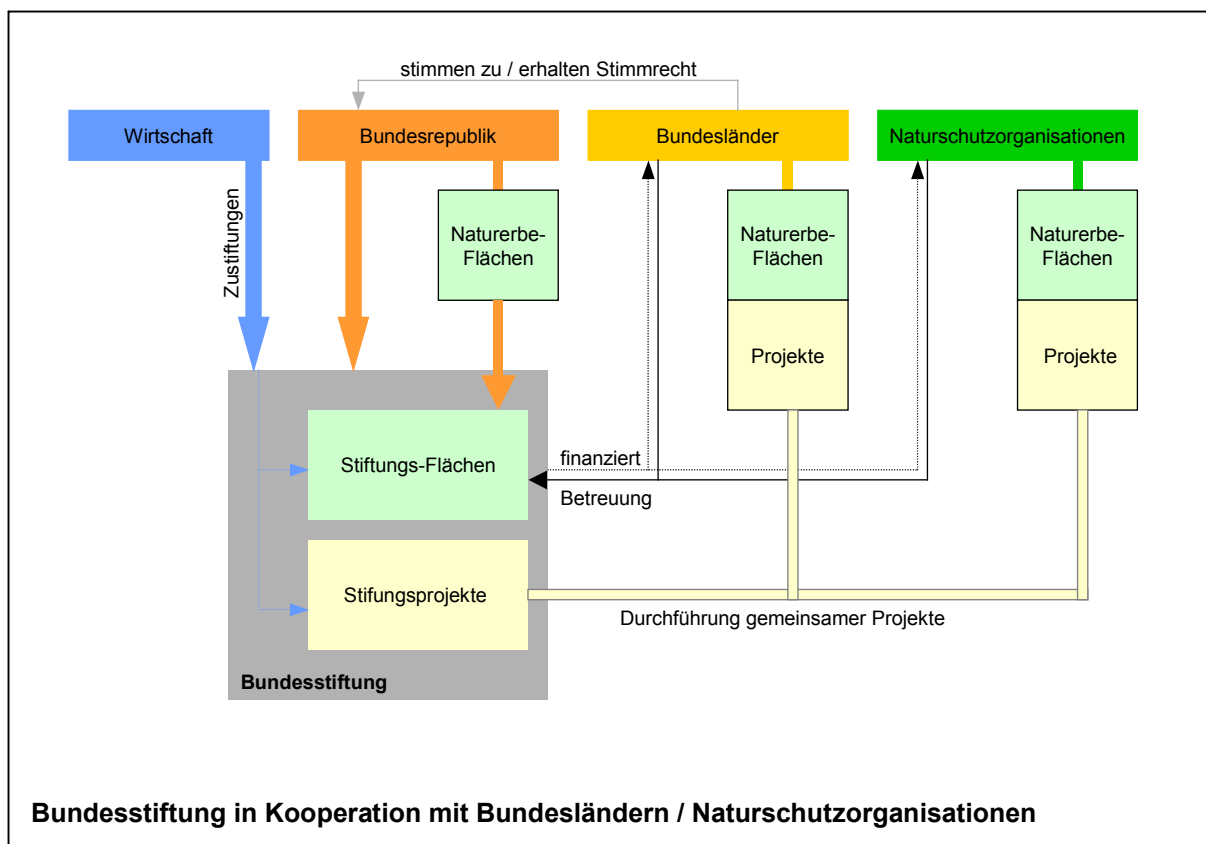 stimmen zu / erhalten Stimmrecht
Wirtschaft
Bundesrepublik
Bundesländer
Naturschutzorganisationen
Zustiftungen
Naturerbe-
Flächen
Naturerbe-
Flächen
Naturerbe-
Flächen
Projekte
Projekte
Stiftungs-Flächen
finanziert
Betreuung
Stifungsprojekte
Durchführung gemeinsamer Projekte
Bundesstiftung
Bundesstiftung in Kooperation mit Bundesländern / Naturschutzorganisationen